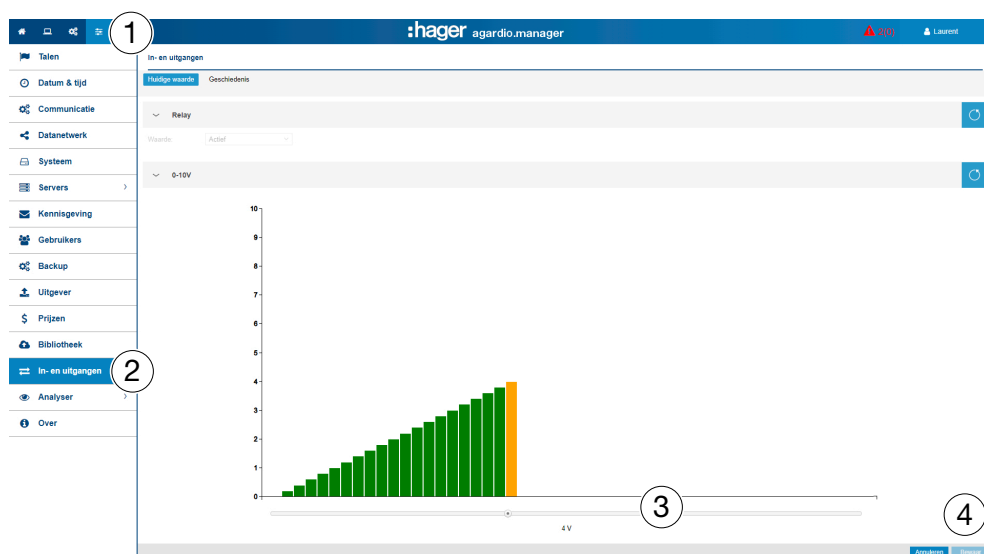 1
:hager agardio.manager
Laurent
Talen
Datum & tijd
Communicatie
Datanetwerk
Systeem
Servers
Kennisgeving
Gebruikers
Backup
Uitgever
$ Prijzen
Bibliotheek
In- en uitgangen
2
Analyser
Over
In- en uitgangen
Huidige waarde Geschiedenis
Relay
Waarde Actief
0-10V
10
9
8
7
6
5
4
3
2
1
0
3
4 V
4
Annuleren